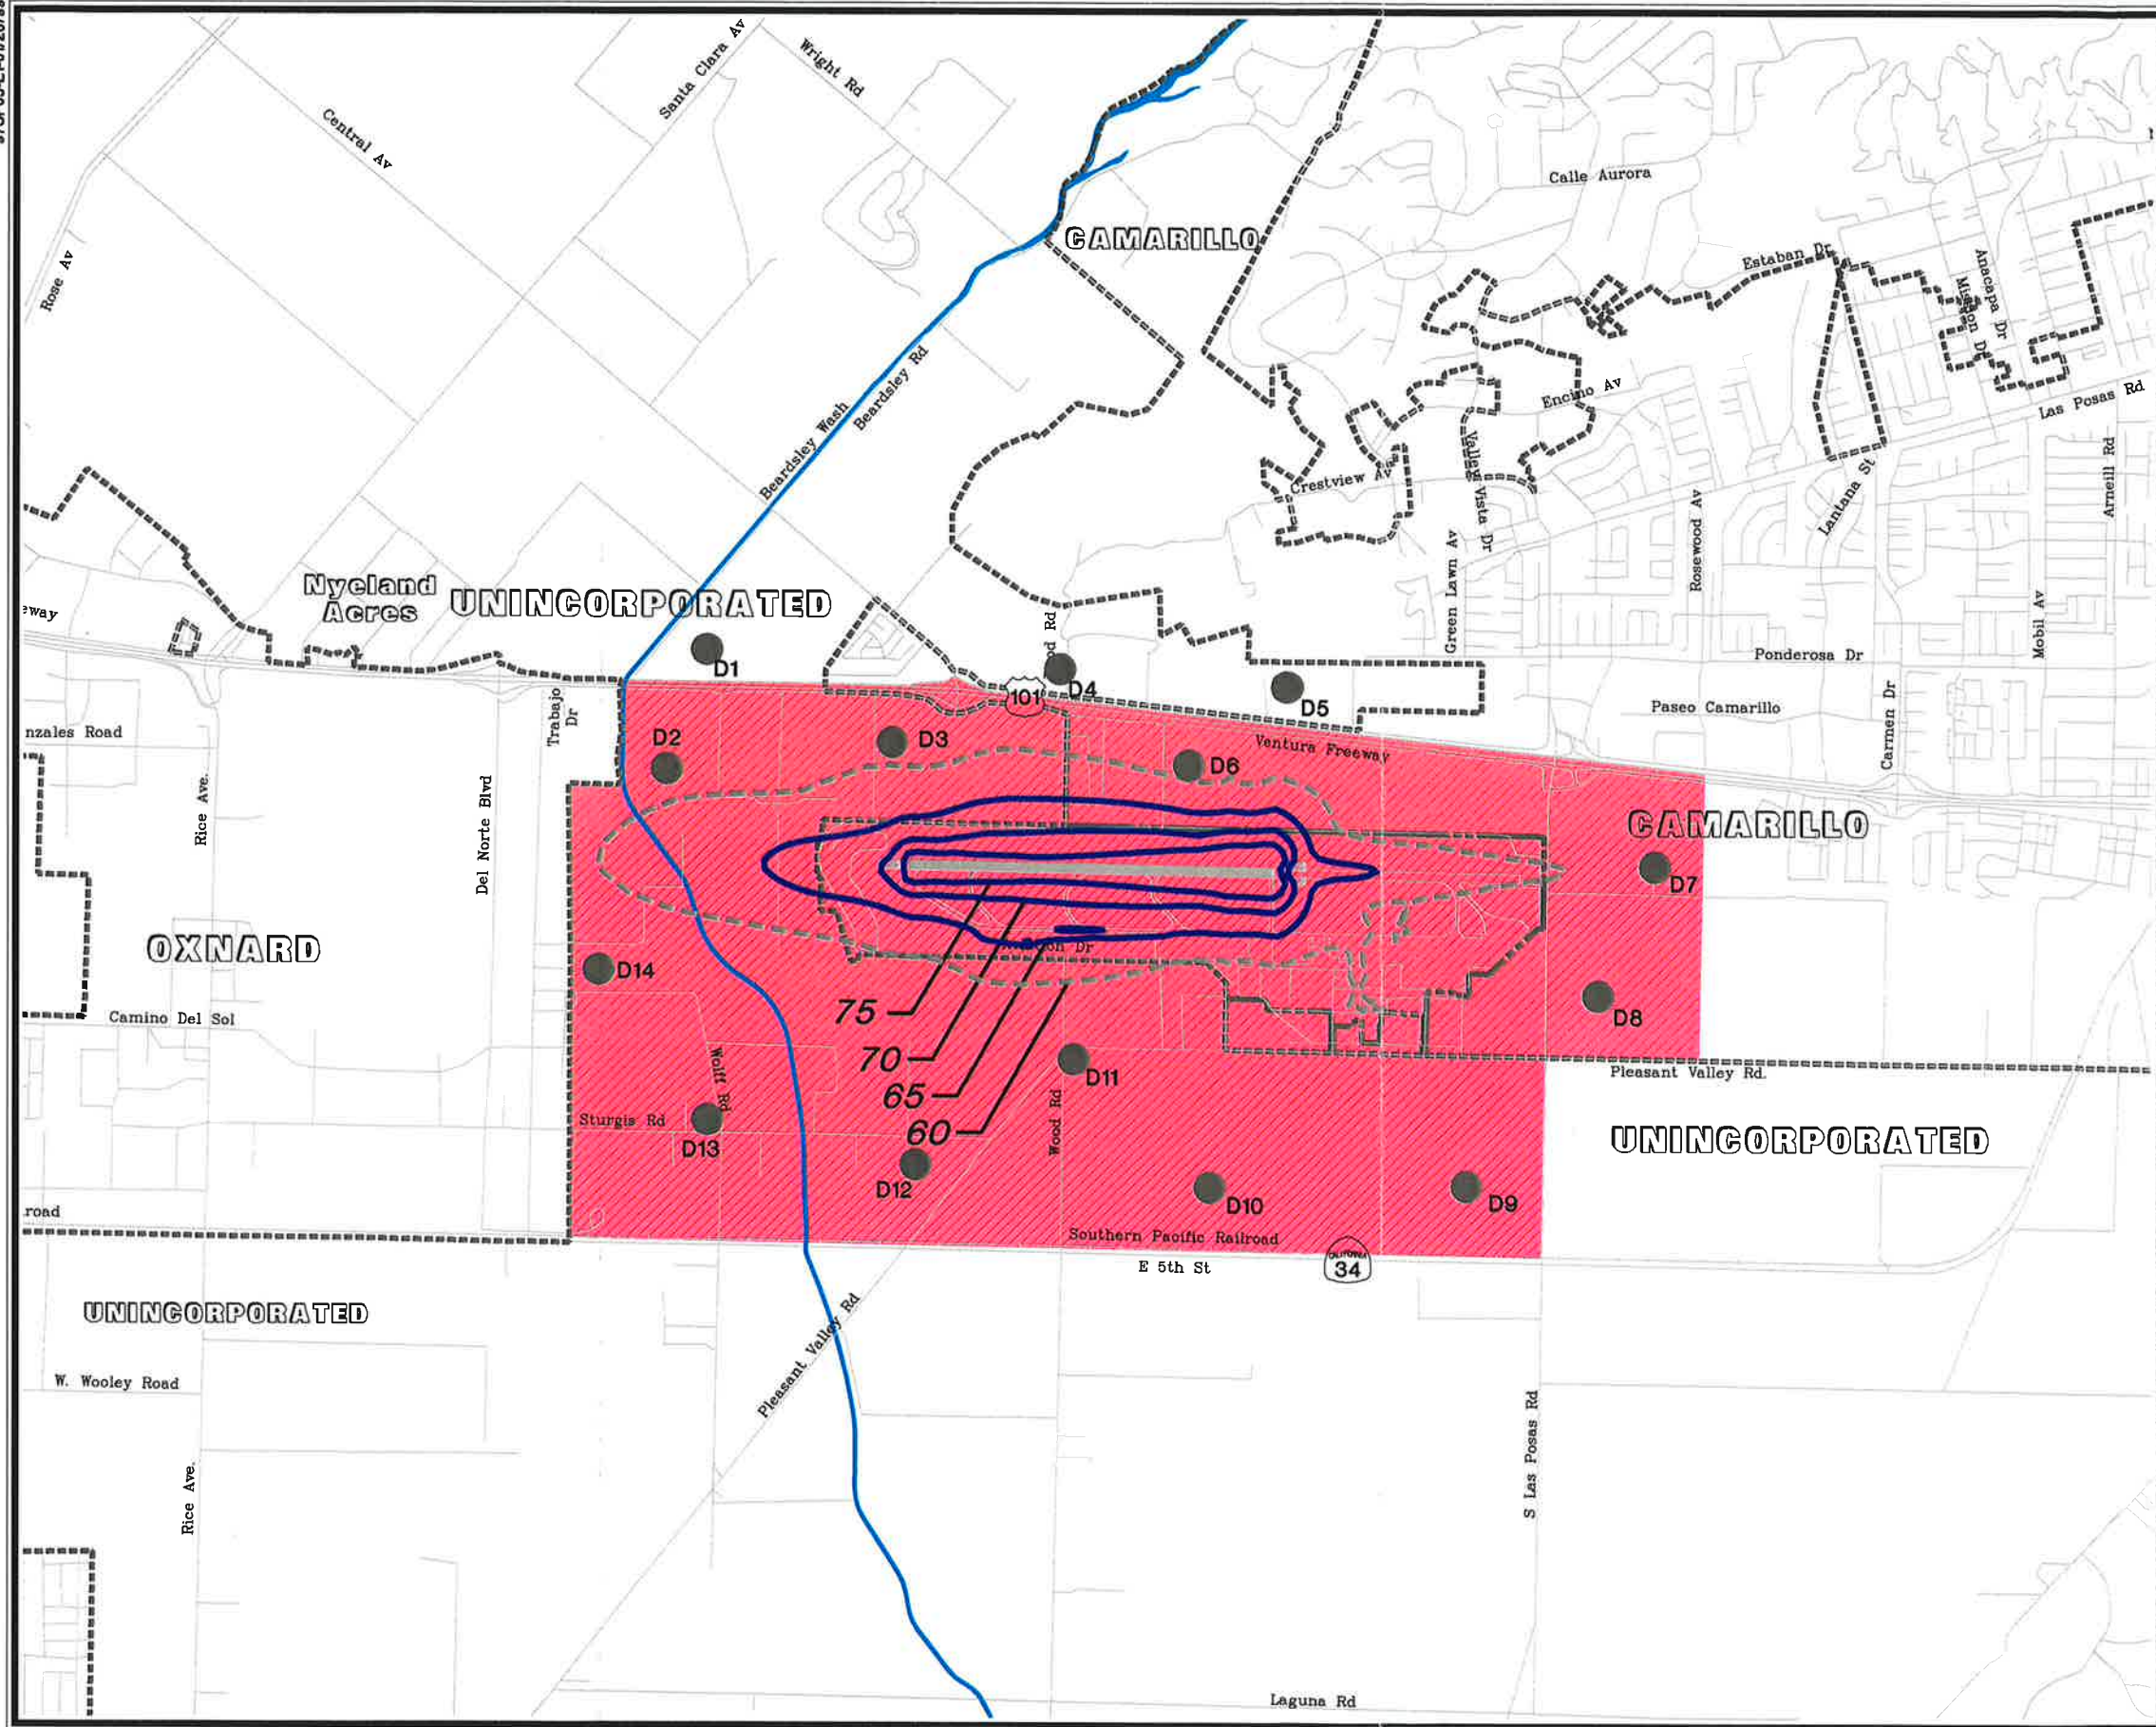 Santa Clara Av
Wright Rd
Central Av
Calle Aurora
Rose Av
CAMARILLO
Estaban Dr
Anacapa Dr
Mission Dr
Beardsley Rd
Beardsley Wash
Encino Av
Las Posas Rd
Crestview Av
Valley Vista Dr
Lantana St
Arneill Rd
Rosewood Av
Green Lawn Av
Mobil Av
Nyeland
Acres
UNINCORPORATED
Rd
D1
D4
101
D5
Ponderosa Dr
Paseo Camarillo
Carmen Dr
Trabajo
Dr
nzales Road
D2
D3
D6
Ventura Freeway
Rice Ave.
Del Norte Blvd
CAMARILLO
D7
OXNARD
Dr
D14
75
D8
Camino Del Sol
70
D11
Pleasant Valley Rd.
Wolff Rd
65
Wood Rd
60
Sturgis Rd
D13
UNINCORPORATED
D12
D10
D9
road
Southern Pacific Railroad
E 5th St
CALIFORNIA
34
UNINCORPORATED
Pleasant Valley Rd
W. Wooley Road
S Las Posas Rd
Rice Ave.
Laguna Rd